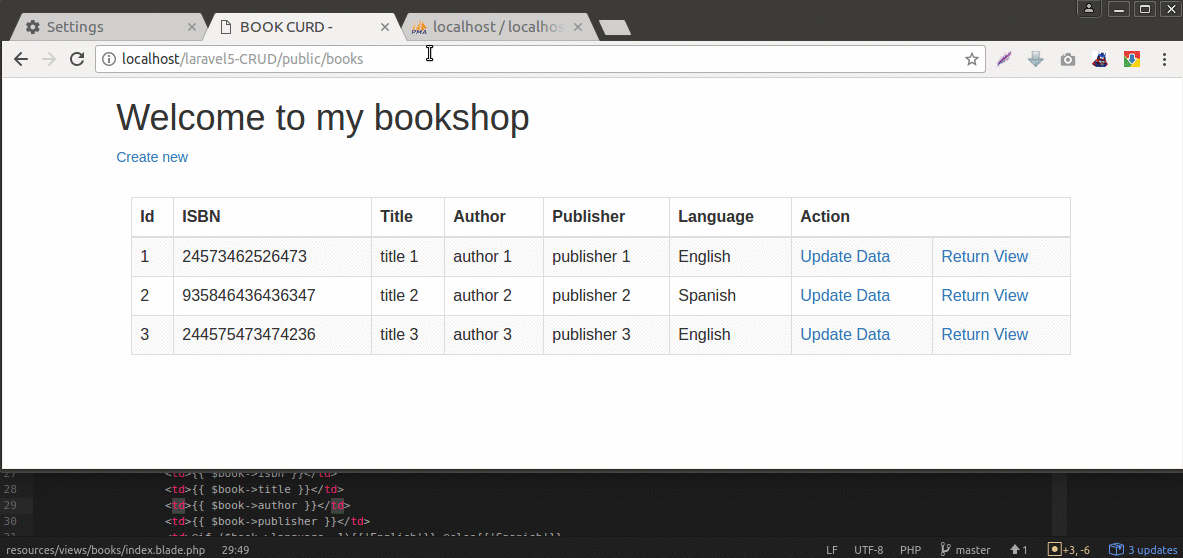 Settings
BOOK CURD -
localhost / localhos
localhost/laravel5-CRUD/public/books
Welcome to my bookshop
Create new
Id ISBN Title Author Publisher Language Action
1 24573462526473 title 1 author 1 publisher 1 English Update Data Return View
2 935846436436347 title 2 author 2 publisher 2 Spanish Update Data Return View
3 244575473474236 title 3 author 3 publisher 3 English Update Data Return View
27 <td>{{ $book->isbn }}</td>
28 <td>{{ $book->title }}</td>
29 <td>{{ $book->author }}</td>
30 <td>{{ $book->publisher }}</td>
resources/views/books/index.blade.php 29:49 LF UTF-8 PHP master 1 +3, -6 3 updates